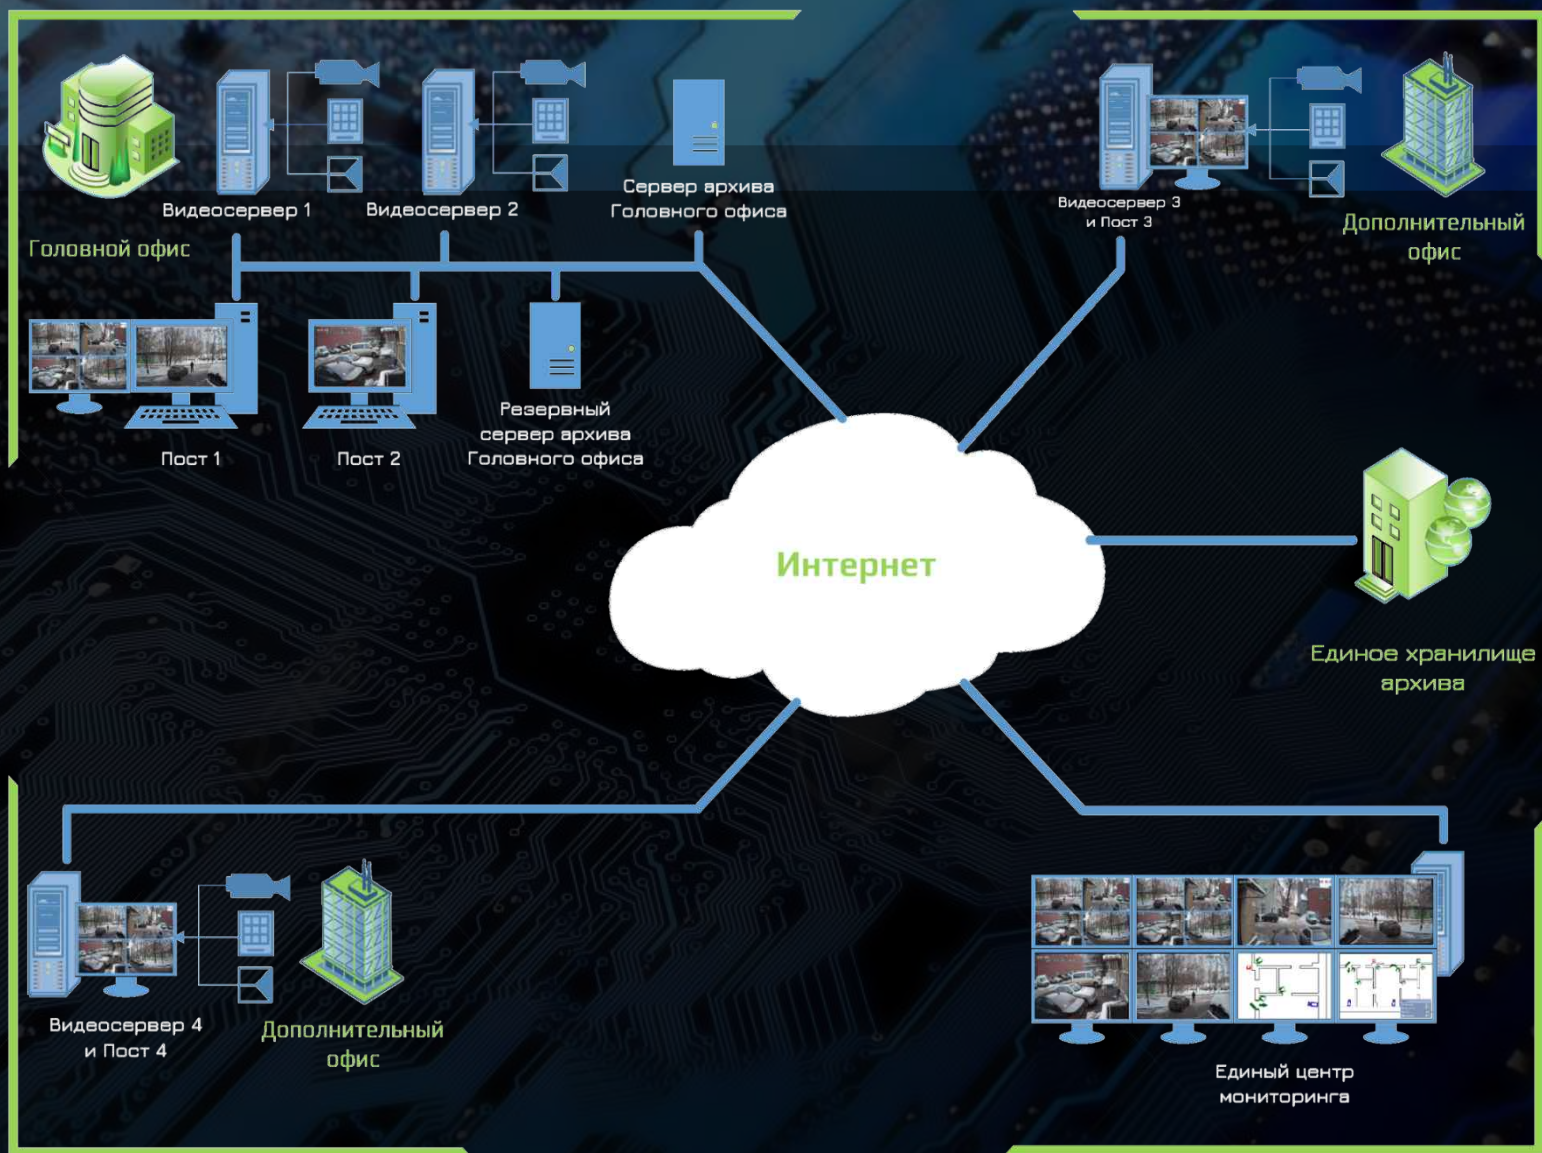 Видеосервер 1
Видеосервер 2
Сервер архива
Головного офиса
Головной офис
Пост 1
Пост 2
Резервный
сервер архива
Головного офиса
Видеосервер 3
и Пост 3
Дополнительный
офис
Интернет
Единое хранилище
архива
Видеосервер 4
и Пост 4
Дополнительный
офис
Единый центр
мониторинга